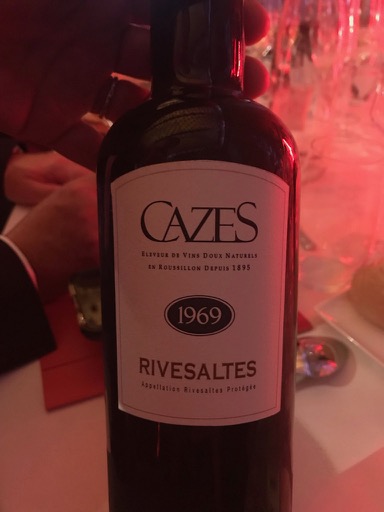 CAZES
Eleveur de Vins Doux Naturels
en Roussillon Depuis 1895
1969
RIVESALTES
Appellation Rivesaltes Protégée